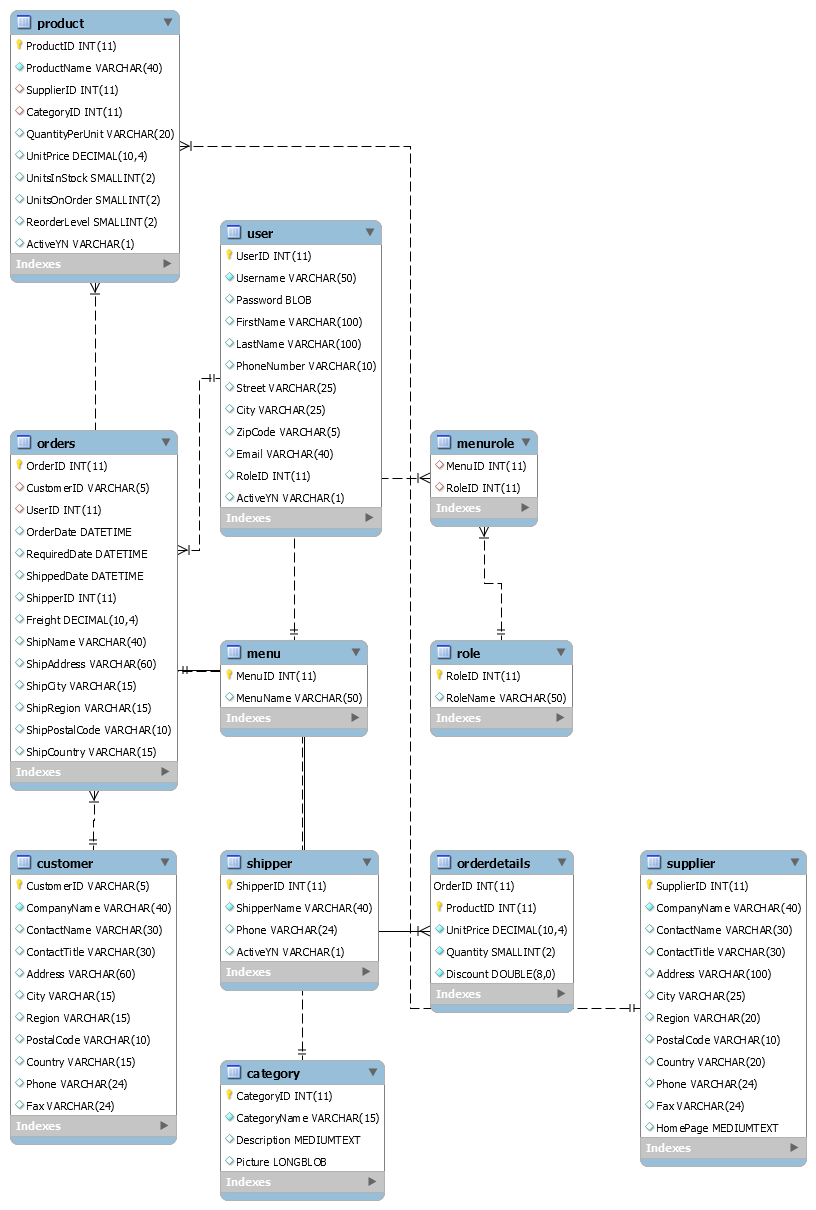 product
ProductID INT(11)
ProductName VARCHAR(40)
SupplierID INT(11)
CategoryID INT(11)
QuantityPerUnit VARCHAR(20)
UnitPrice DECIMAL(10,4)
UnitsInStock SMALLINT(2)
UnitsOnOrder SMALLINT(2)
ReorderLevel SMALLINT(2)
ActiveYN VARCHAR(1)
Indexes
user
UserID INT(11)
Username VARCHAR(50)
Password BLOB
FirstName VARCHAR(100)
LastName VARCHAR(100)
PhoneNumber VARCHAR(10)
Street VARCHAR(25)
City VARCHAR(25)
ZipCode VARCHAR(5)
Email VARCHAR(40)
RoleID INT(11)
ActiveYN VARCHAR(1)
Indexes
orders
OrderID INT(11)
CustomerID VARCHAR(5)
UserID INT(11)
OrderDate DATETIME
RequiredDate DATETIME
ShippedDate DATETIME
ShipperID INT(11)
Freight DECIMAL(10,4)
ShipName VARCHAR(40)
ShipAddress VARCHAR(60)
ShipCity VARCHAR(15)
ShipRegion VARCHAR(15)
ShipPostalCode VARCHAR(10)
ShipCountry VARCHAR(15)
Indexes
menurole
MenuID INT(11)
RoleID INT(11)
Indexes
menu
MenuID INT(11)
MenuName VARCHAR(50)
Indexes
role
RoleID INT(11)
RoleName VARCHAR(50)
Indexes
customer
CustomerID VARCHAR(5)
CompanyName VARCHAR(40)
ContactName VARCHAR(30)
ContactTitle VARCHAR(30)
Address VARCHAR(60)
City VARCHAR(15)
Region VARCHAR(15)
PostalCode VARCHAR(10)
Country VARCHAR(15)
Phone VARCHAR(24)
Fax VARCHAR(24)
Indexes
shipper
ShipperID INT(11)
ShipperName VARCHAR(40)
Phone VARCHAR(24)
ActiveYN VARCHAR(1)
Indexes
orderdetails
OrderID INT(11)
ProductID INT(11)
UnitPrice DECIMAL(10,4)
Quantity SMALLINT(2)
Discount DOUBLE(8,0)
Indexes
supplier
SupplierID INT(11)
CompanyName VARCHAR(40)
ContactName VARCHAR(30)
ContactTitle VARCHAR(30)
Address VARCHAR(100)
City VARCHAR(25)
Region VARCHAR(20)
PostalCode VARCHAR(10)
Country VARCHAR(20)
Phone VARCHAR(24)
Fax VARCHAR(24)
HomePage MEDIUMTEXT
Indexes
category
CategoryID INT(11)
CategoryName VARCHAR(15)
Description MEDIUMTEXT
Picture LONGBLOB
Indexes